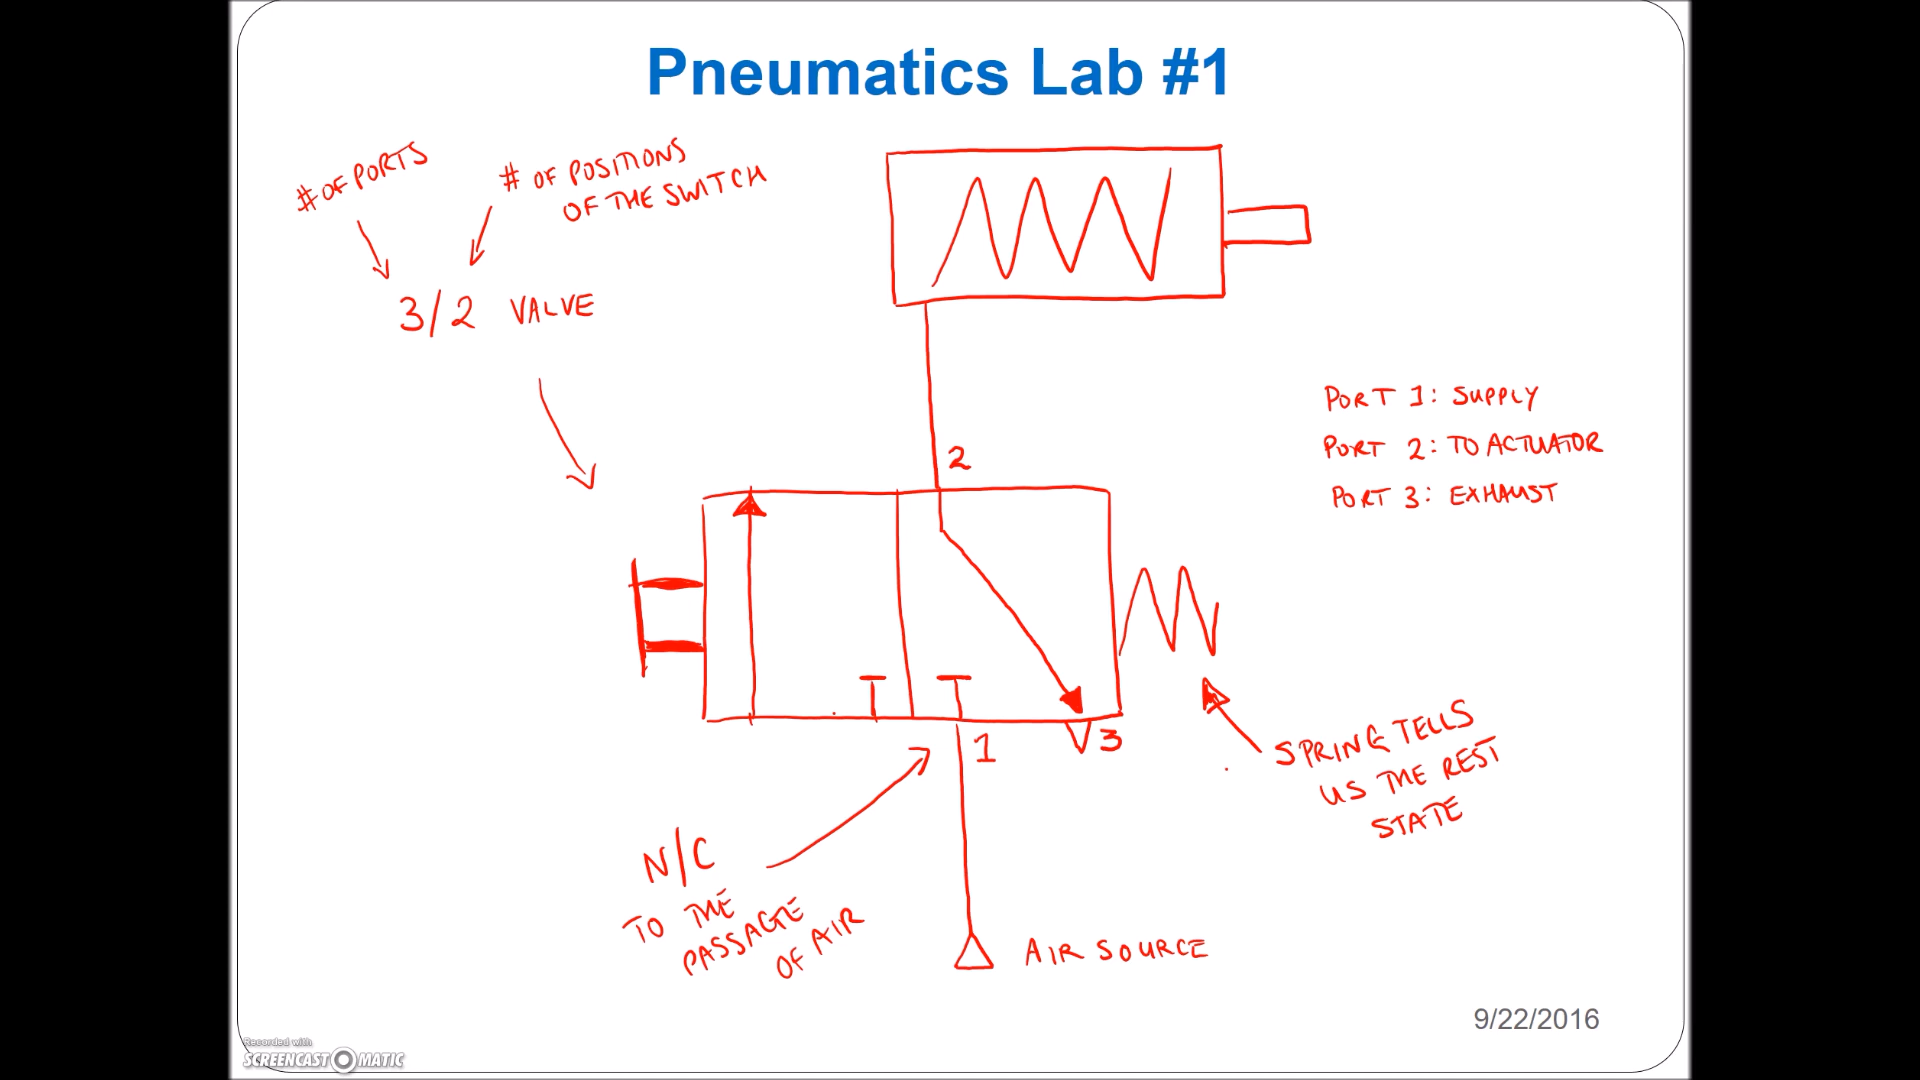 Pneumatics Lab #1
# OF PORTS
# OF POSITIONS
OF THE SWITCH
3/2 VALVE
PORT 1: SUPPLY
PORT 2: TO ACTUATOR
PORT 3: EXHAUST
2
1
3
SPRING TELLS
US THE REST
STATE
N/C
TO THE
PASSAGE
OF AIR
AIR SOURCE
9/22/2016
Recorded with
SCREENCAST-O-MATIC